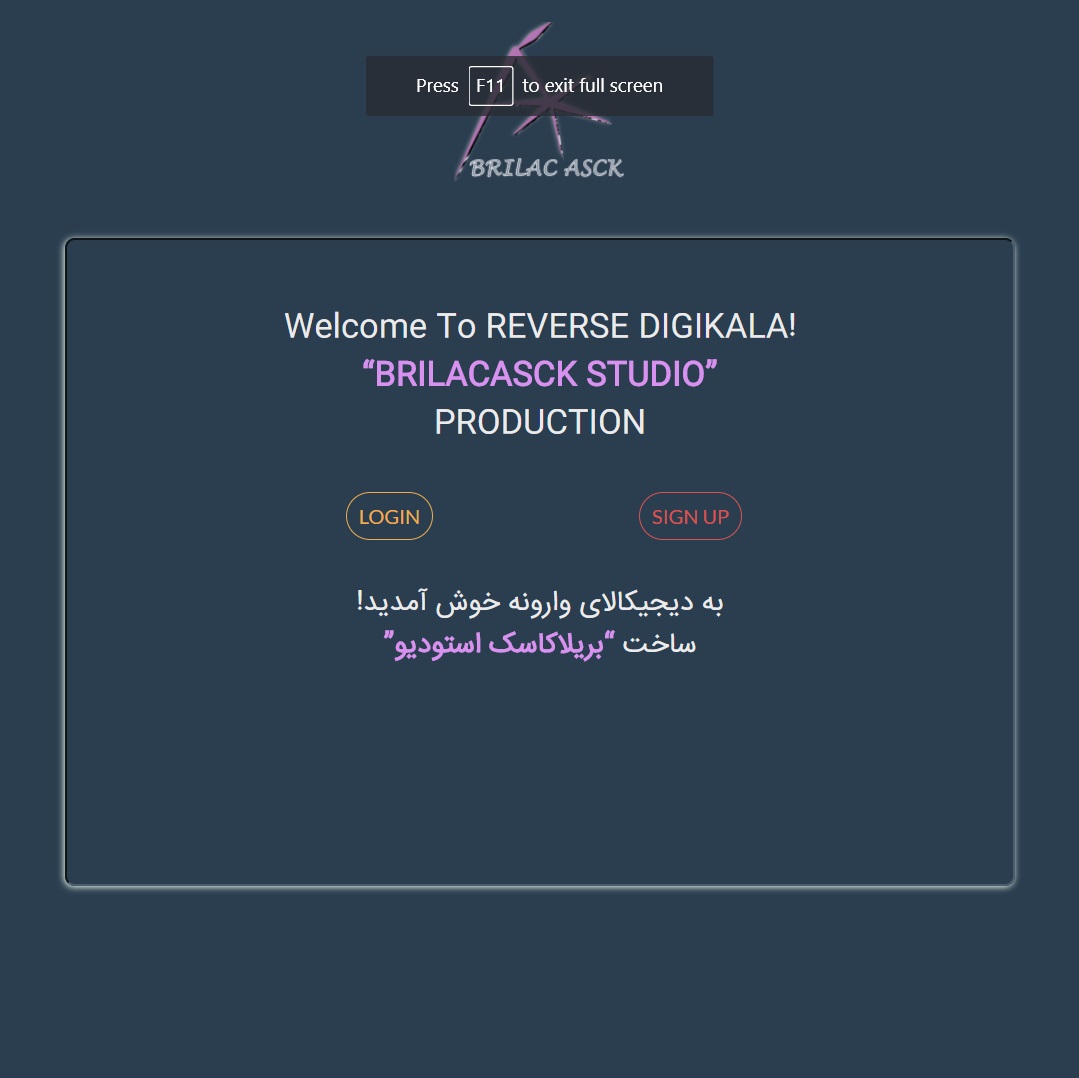 Press F11 to exit full screen
BRILAC ASCK
Welcome To REVERSE DIGIKALA!
“BRILACASCK STUDIO”
PRODUCTION
LOGIN
SIGN UP
به دیجیکالای وارونه خوش آمدید!
ساخت “بریلاکاسک استودیو”